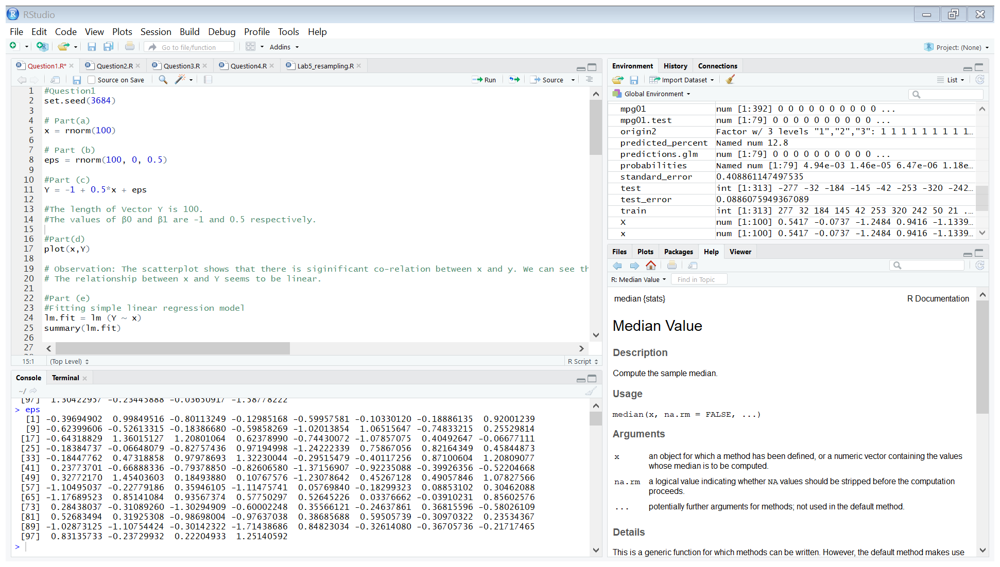 RStudio
File Edit Code View Plots Session Build Debug Profile Tools Help
Go to file/function Addins Project: (None)
Question1.R* Question2.R Question3.R Question4.R Lab5_resampling.R
Source on Save Run Source
1 #Question1
2 set.seed(3684)
3
4 # Part(a)
5 x = rnorm(100)
6
7 # Part (b)
8 eps = rnorm(100, 0, 0.5)
9
10 #Part (c)
11 Y = -1 + 0.5*x + eps
12
13 #The length of Vector Y is 100.
14 #The values of β0 and β1 are -1 and 0.5 respectively.
15
16 #Part(d)
17 plot(x,Y)
18
19 # Observation: The scatterplot shows that there is siginificant co-relation between x and y. We can see th
20 # The relationship between x and Y seems to be linear.
21
22 #Part (e)
23 #Fitting simple linear regression model
24 lm.fit = lm (Y ~ x)
25 summary(lm.fit)
26
27
15:1 (Top Level) R Script
Console Terminal
~/
[97] 1.30422957 -0.23445888 -0.03650917 -1.58778222
> eps
[1] -0.39694902 0.99849516 -0.80113249 -0.12985168 -0.59957581 -0.10330120 -0.18886135 0.92001239
[9] -0.62399606 -0.52613315 -0.18386680 -0.59858269 -1.02013854 1.06515647 -0.74833215 0.25529814
[17] -0.64318829 1.36015127 1.20801064 0.62378990 -0.74430072 -1.07857075 0.40492647 -0.06677111
[25] -0.18384737 -0.06648079 -0.82757436 0.97194998 -1.24222339 0.75867056 0.82164349 0.45844873
[33] -0.18447762 0.47318858 0.97978693 1.32230044 -0.29515479 -0.40117256 0.87100604 1.20809077
[41] 0.23773701 -0.66888336 -0.79378850 -0.82606580 -1.37156907 -0.92235088 -0.39926356 -0.52204668
[49] 0.32772170 1.45403603 0.18493880 0.10767576 -1.23078642 0.45267128 0.49057846 1.07827566
[57] -1.10495037 -0.22779186 0.35946105 -1.11475741 0.05769840 -0.18299323 0.08853102 0.30462088
[65] -1.17689523 0.85141084 0.93567374 0.57750297 0.52645226 0.03376662 -0.03910231 0.85602576
[73] 0.28438037 -0.31089260 -1.30294909 -0.60002248 0.35566121 -0.24637861 0.36815596 -0.58026109
[81] 0.52683494 0.31925308 -0.98698004 -0.97637038 0.38685688 0.59505739 -0.30970322 0.23534367
[89] -1.02873125 -1.10754424 -0.30142322 -1.71438686 0.84823034 -0.32614080 -0.36705736 -0.21717465
[97] 0.83135733 -0.23729932 0.22204933 1.25140592
>
Environment History Connections
Import Dataset List
Global Environment
mpg01 num [1:392] 0 0 0 0 0 0 0 0 0 0 ...
mpg01.test num [1:79] 0 0 0 0 0 0 0 0 0 0 ...
origin2 Factor w/ 3 levels "1","2","3": 1 1 1 1 1 1 1 1 1…
predicted_percent Named num 12.8
predictions.glm num [1:79] 0 0 0 0 0 0 0 0 0 0 ...
probabilities Named num [1:79] 4.94e-03 1.46e-05 6.47e-06 1.18e…
standard_error 0.408861147497535
test int [1:313] -277 -32 -184 -145 -42 -253 -320 -242…
test_error 0.0886075949367089
train int [1:313] 277 32 184 145 42 253 320 242 50 21 ..
X num [1:100] 0.5417 -0.0737 -1.2484 0.9416 -1.1339…
x num [1:100] 0.5417 -0.0737 -1.2484 0.9416 -1.1339…
Files Plots Packages Help Viewer
R: Median Value Find in Topic
median {stats} R Documentation
Median Value
Description
Compute the sample median.
Usage
median(x, na.rm = FALSE, ...)
Arguments
x an object for which a method has been defined, or a numeric vector containing the values
whose median is to be computed.
na.rm a logical value indicating whether NA values should be stripped before the computation
proceeds.
... potentially further arguments for methods; not used in the default method.
Details
This is a generic function for which methods can be written. However, the default method makes use